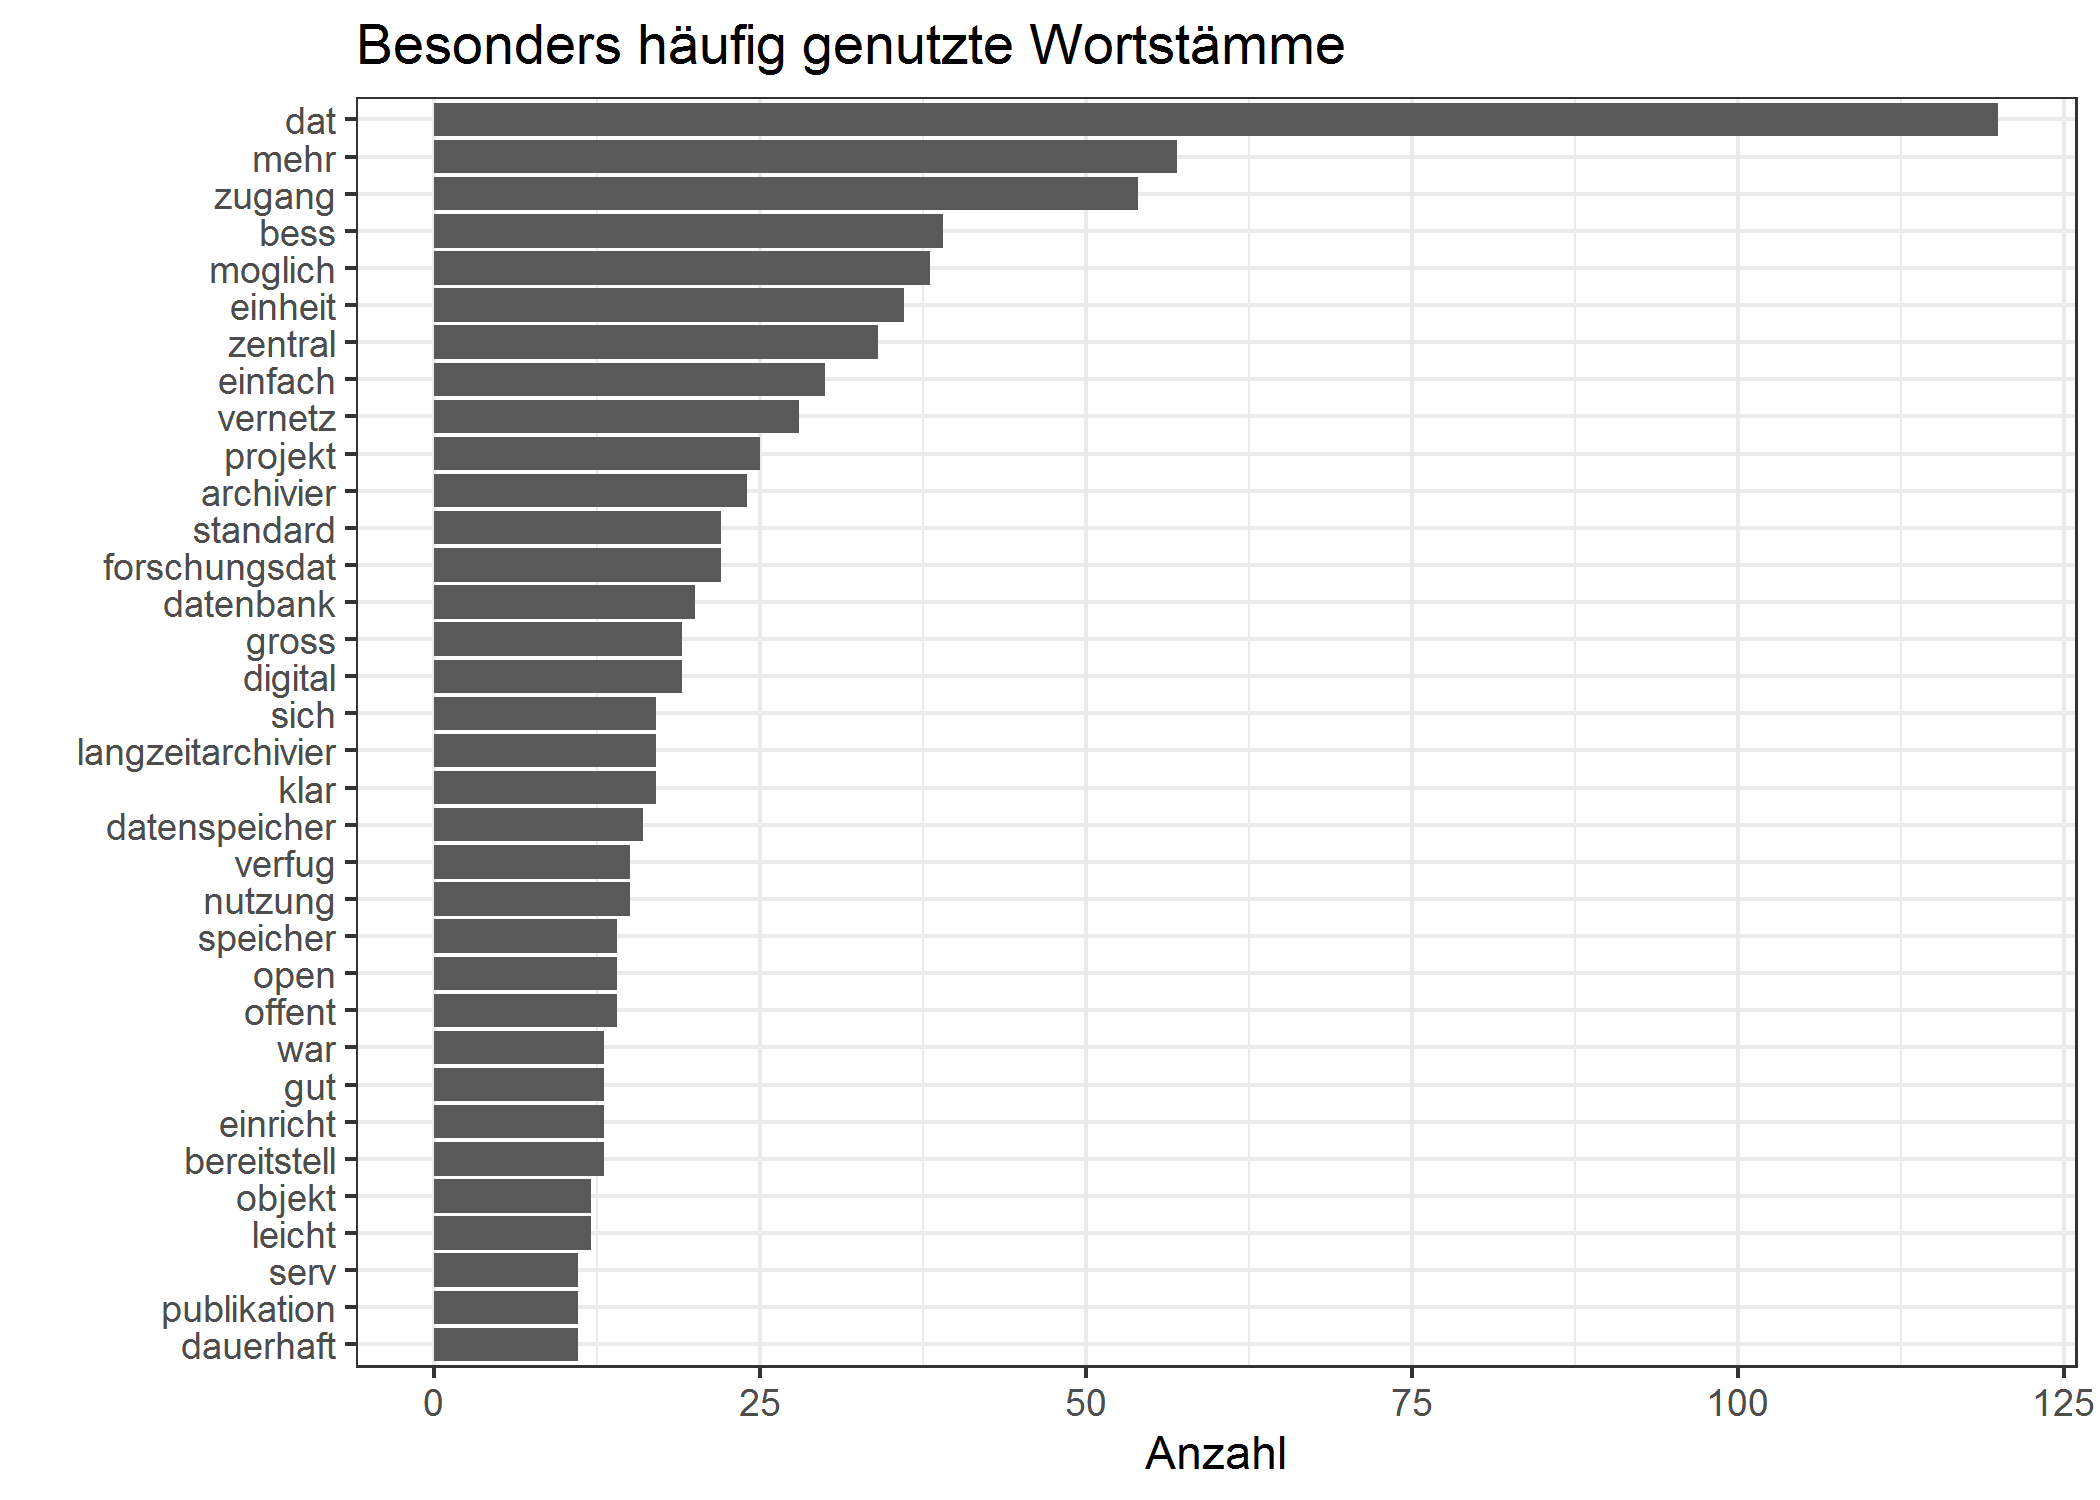 Besonders häufig genutzte Wortstämme
dat
mehr
zugang
bess
moglich
einheit
zentral
einfach
vernetz
projekt
archivier
standard
forschungsdat
datenbank
gross
digital
sich
langzeitarchivier
klar
datenspeicher
verfug
nutzung
speicher
open
offent
war
gut
einricht
bereitstell
objekt
leicht
serv
publikation
dauerhaft
0 25 50 75 100 125
Anzahl